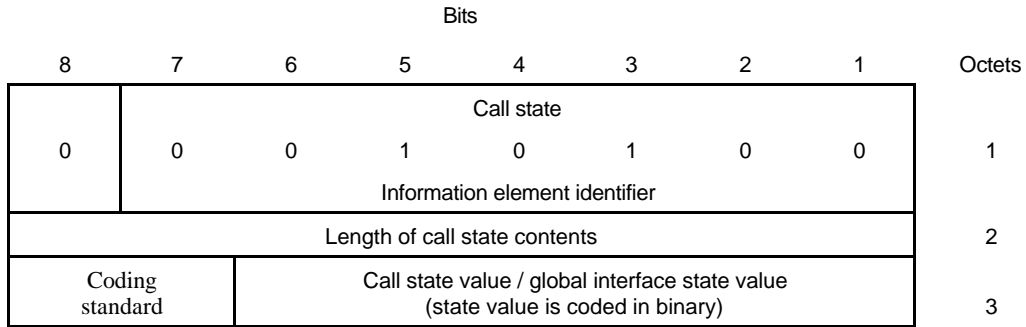 Bits
8 7 6 5 4 3 2 1 Octets
Call state
0 0 0 1 0 1 0 0 1
Information element identifier
Length of call state contents 2
Coding Call state value / global interface state value
standard (state value is coded in binary) 3